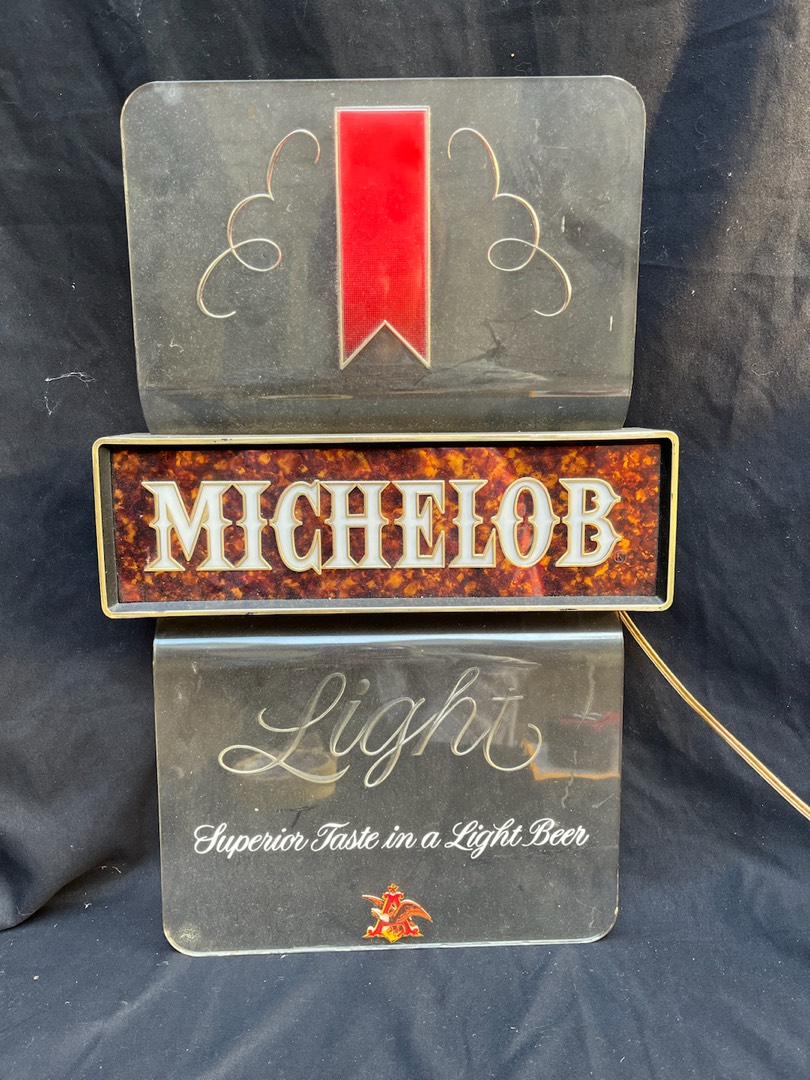 MICHELOB
Light
Superior Taste in a Light Beer
A